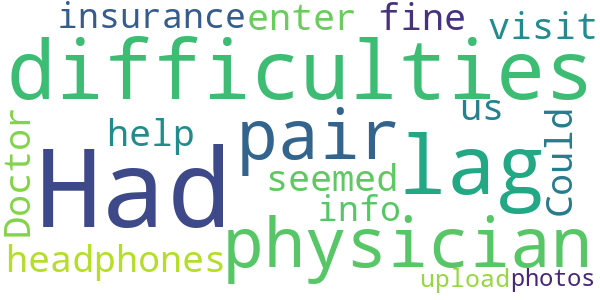 insurance enter fine visit
difficulties
Doctor help Had pair lag us Could
seemed
info
headphones physician
upload photos